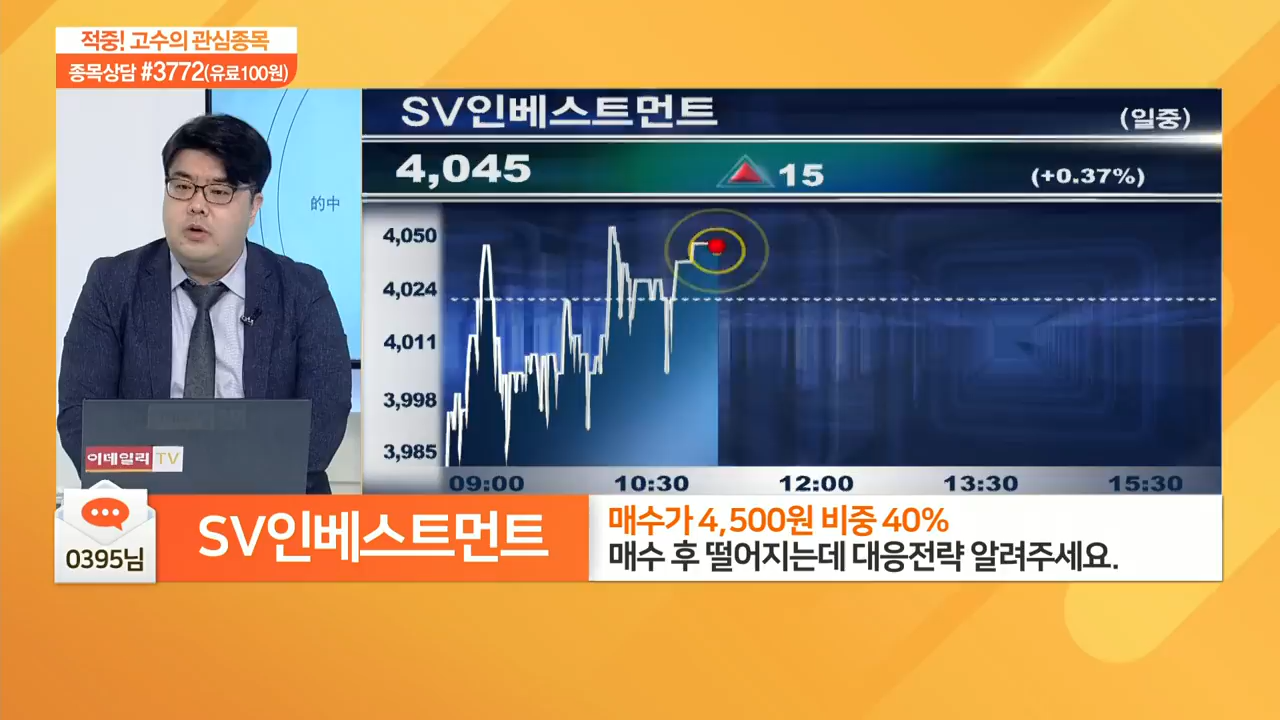 적중! 고수의 관심종목
종목상담 #3772(유료100원)
的中
이데일리TV
SV인베스트먼트
(일중)
4,045
15
(+0.37%)
4,050
4,024
4,011
3,998
3,985
09:00 10:30 12:00 13:30 15:30
0395님
SV인베스트먼트
매수가 4,500원 비중 40%
매수 후 떨어지는데 대응전략 알려주세요.